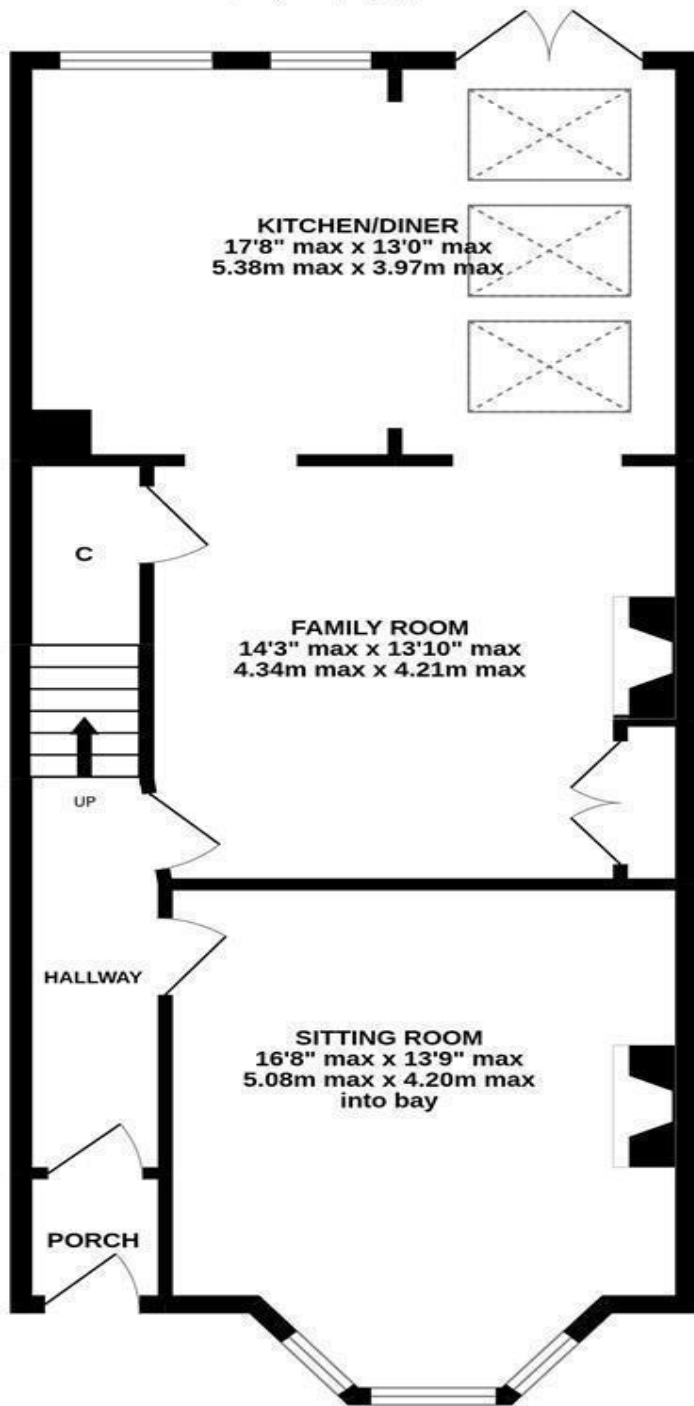 KITCHEN/DINER
17'8" max x 13'0" max
5.38m max x 3.97m max
C
FAMILY ROOM
14'3" max x 13'10" max
4.34m max x 4.21m max
UP
HALLWAY
SITTING ROOM
16'8" max x 13'9" max
5.08m max x 4.20m max
into bay
PORCH